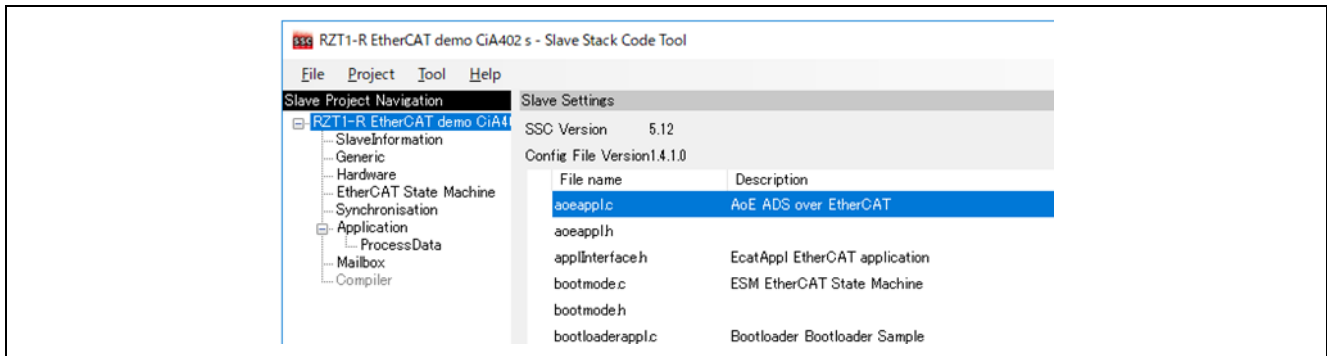 SSC RZT1-R EtherCAT demo CiA402 s - Slave Stack Code Tool
File Project Tool Help
Slave Project Navigation
RZT1-R EtherCAT demo CiA40
SlaveInformation
Generic
Hardware
EtherCAT State Machine
Synchronisation
Application
ProcessData
Mailbox
Compiler
Slave Settings
SSC Version 5.12
Config File Version1.4.1.0
File name Description
aoeappl.c AoE ADS over EtherCAT
aoeappl.h
applInterface.h EcatAppl EtherCAT application
bootmode.c ESM EtherCAT State Machine
bootmode.h
bootloaderappl.c Bootloader Bootloader Sample